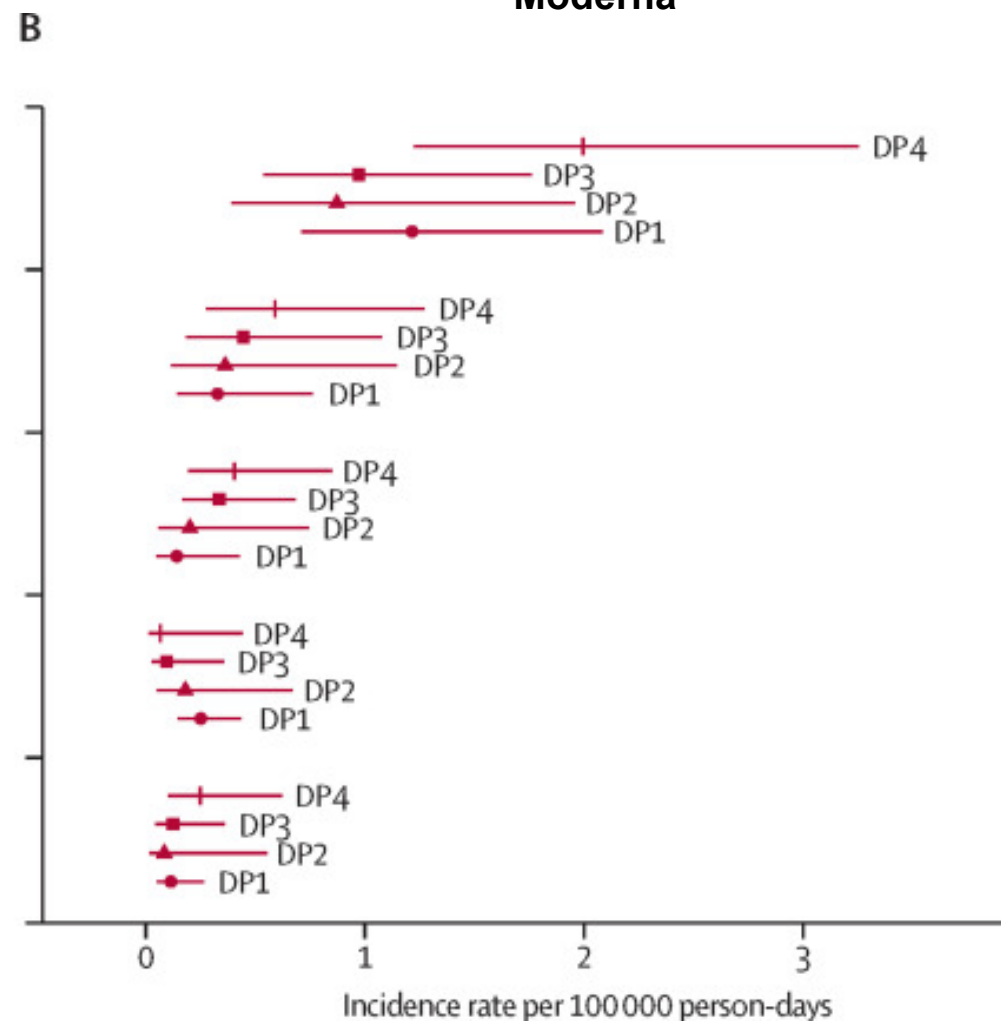 Moderna
B
DP4
DP3
DP2
DP1
DP4
DP3
DP2
DP1
DP4
DP3
DP2
DP1
DP4
DP3
DP2
DP1
DP4
DP3
DP2
DP1
0 1 2 3
Incidence rate per 100 000 person-days